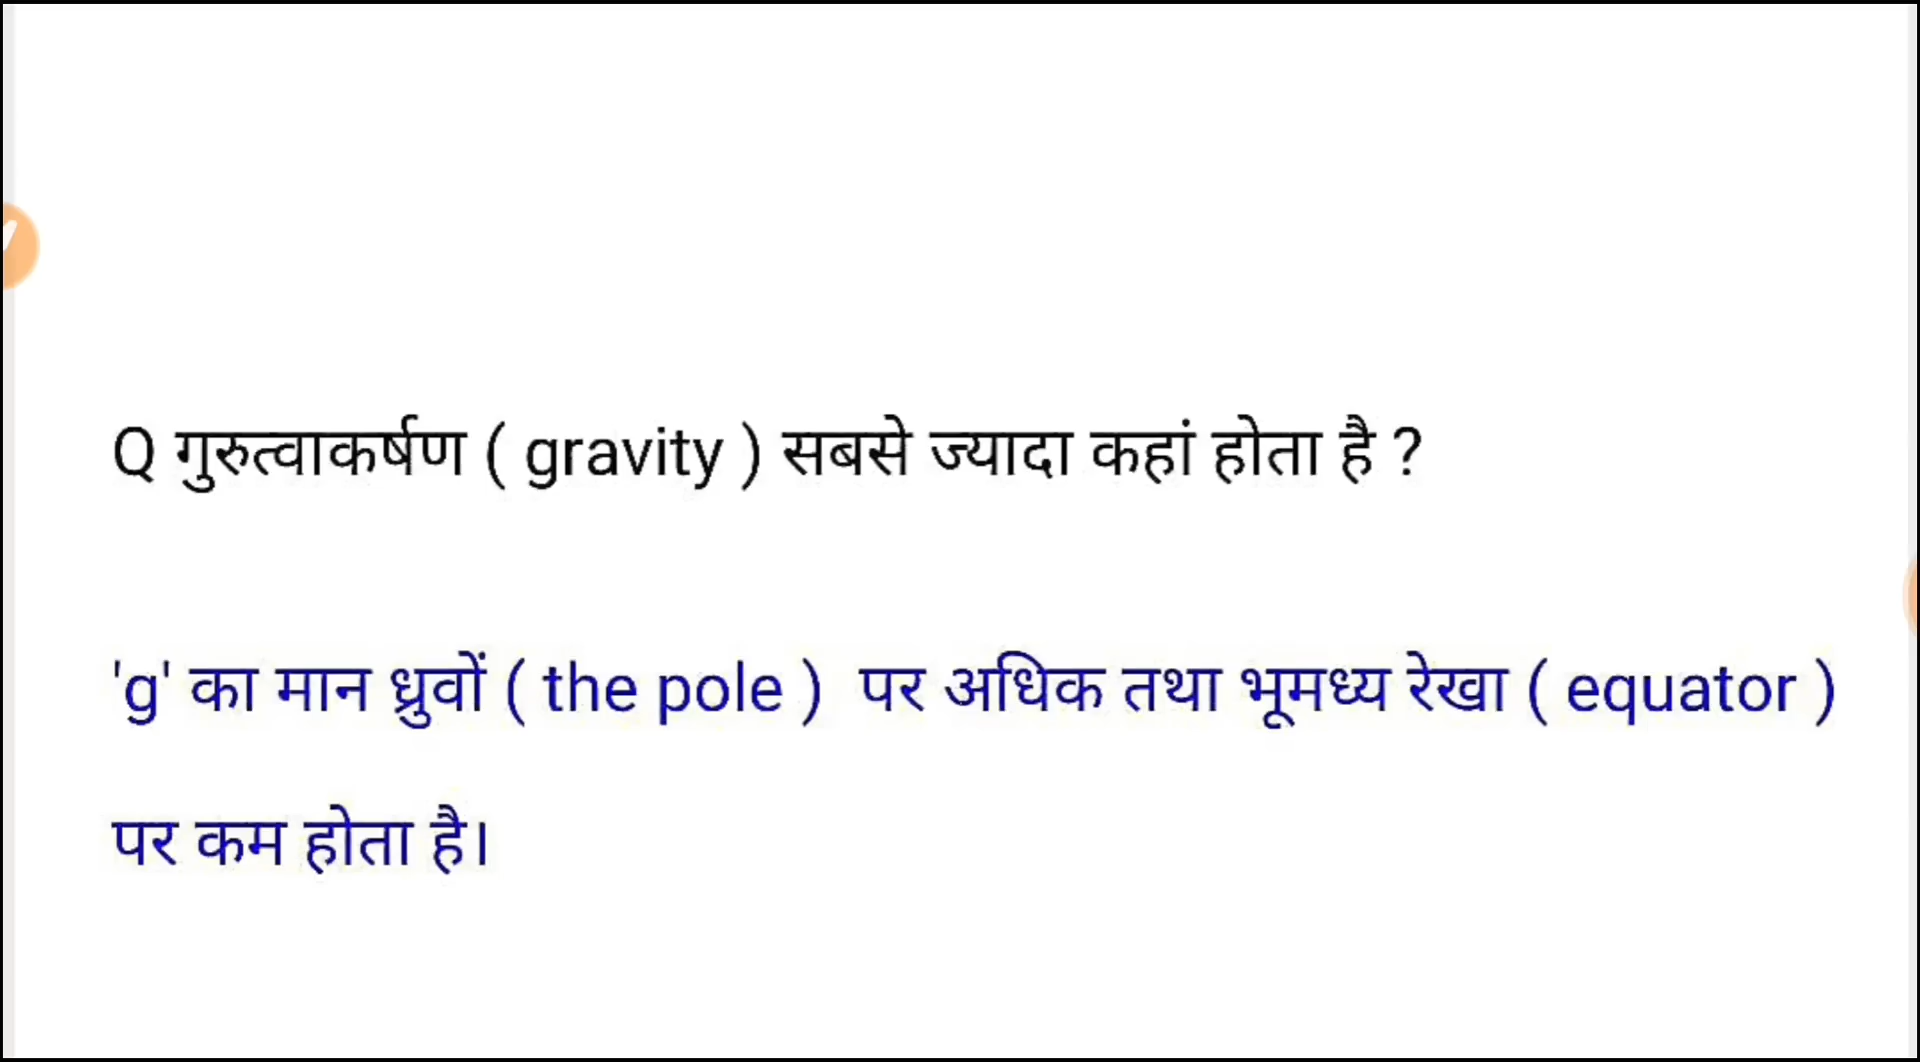 Q गुरुत्वाकर्षण ( gravity ) सबसे ज्यादा कहां होता है ?
'g' का मान ध्रुवों ( the pole ) पर अधिक तथा भूमध्य रेखा ( equator )
पर कम होता है।